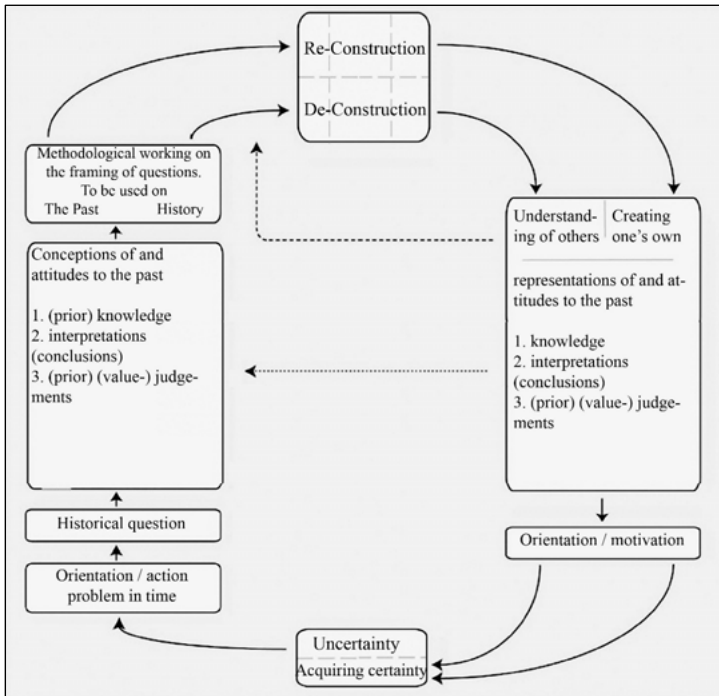 Re-Construction
De-Construction
Methodological working on
the framing of questions.
To be used on
The Past History
Conceptions of and
attitudes to the past
1. (prior) knowledge
2. interpretations
(conclusions)
3. (prior) (value-) judge-
ments
Historical question
Orientation / action
problem in time
Understand-
ing of others
Creating
one's own
representations of and at-
titudes to the past
1. knowledge
2. interpretations
(conclusions)
3. (prior) (value-) judge-
ments
Orientation / motivation
Uncertainty
Acquiring certainty